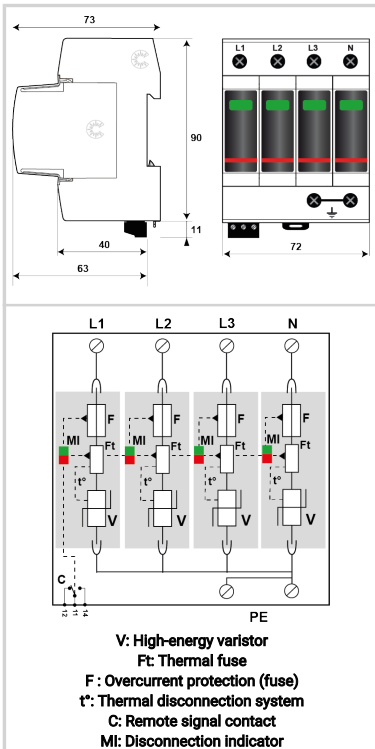 73
L1 L2 L3 N
90
11
40
63
72
L1 L2 L3 N
F F F F
MI Ft MI Ft MI Ft MI Ft
t° t° t° t°
V V V V
C
12 11 14
PE
V: High-energy varistor
Ft: Thermal fuse
F : Overcurrent protection (fuse)
t°: Thermal disconnection system
C: Remote signal contact
MI: Disconnection indicator